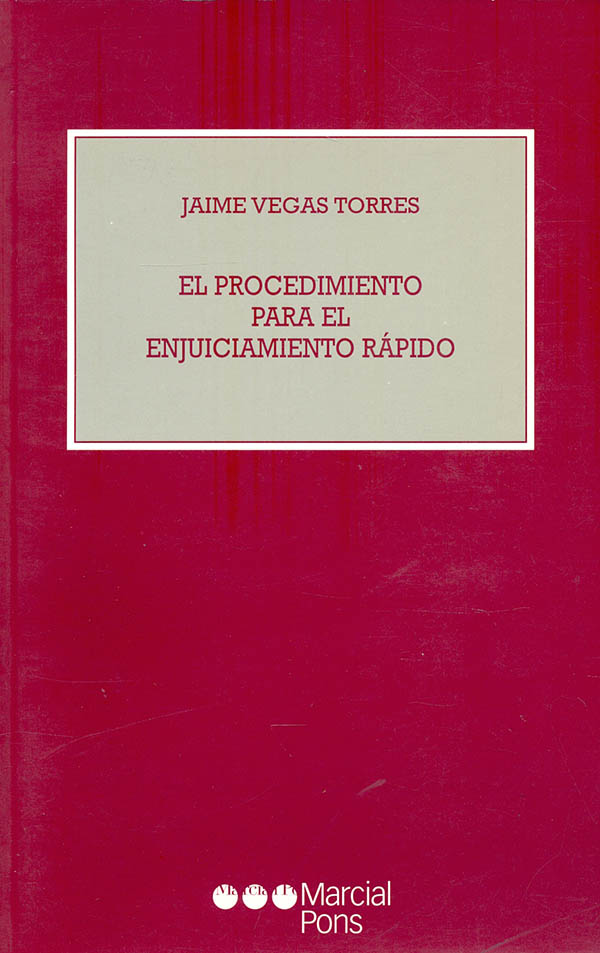 JAIME VEGAS TORRES
EL PROCEDIMIENTO
PARA EL
ENJUICIAMIENTO RÁPIDO
Marcial
Pons